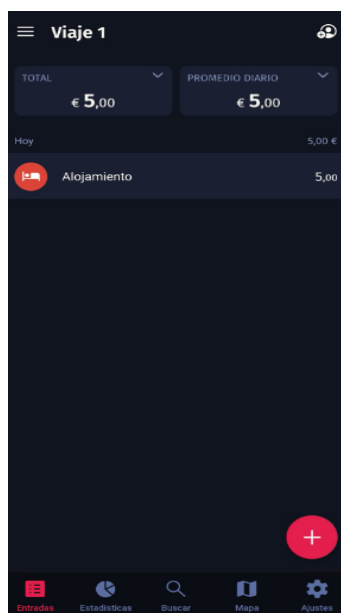 Viaje 1
TOTAL
PROMEDIO DIARIO
€ 5,00
€ 5,00
Hoy
5,00 €
Alojamiento
5,00
+
Entradas
Estadísticas
Buscar
Mapa
Ajustes